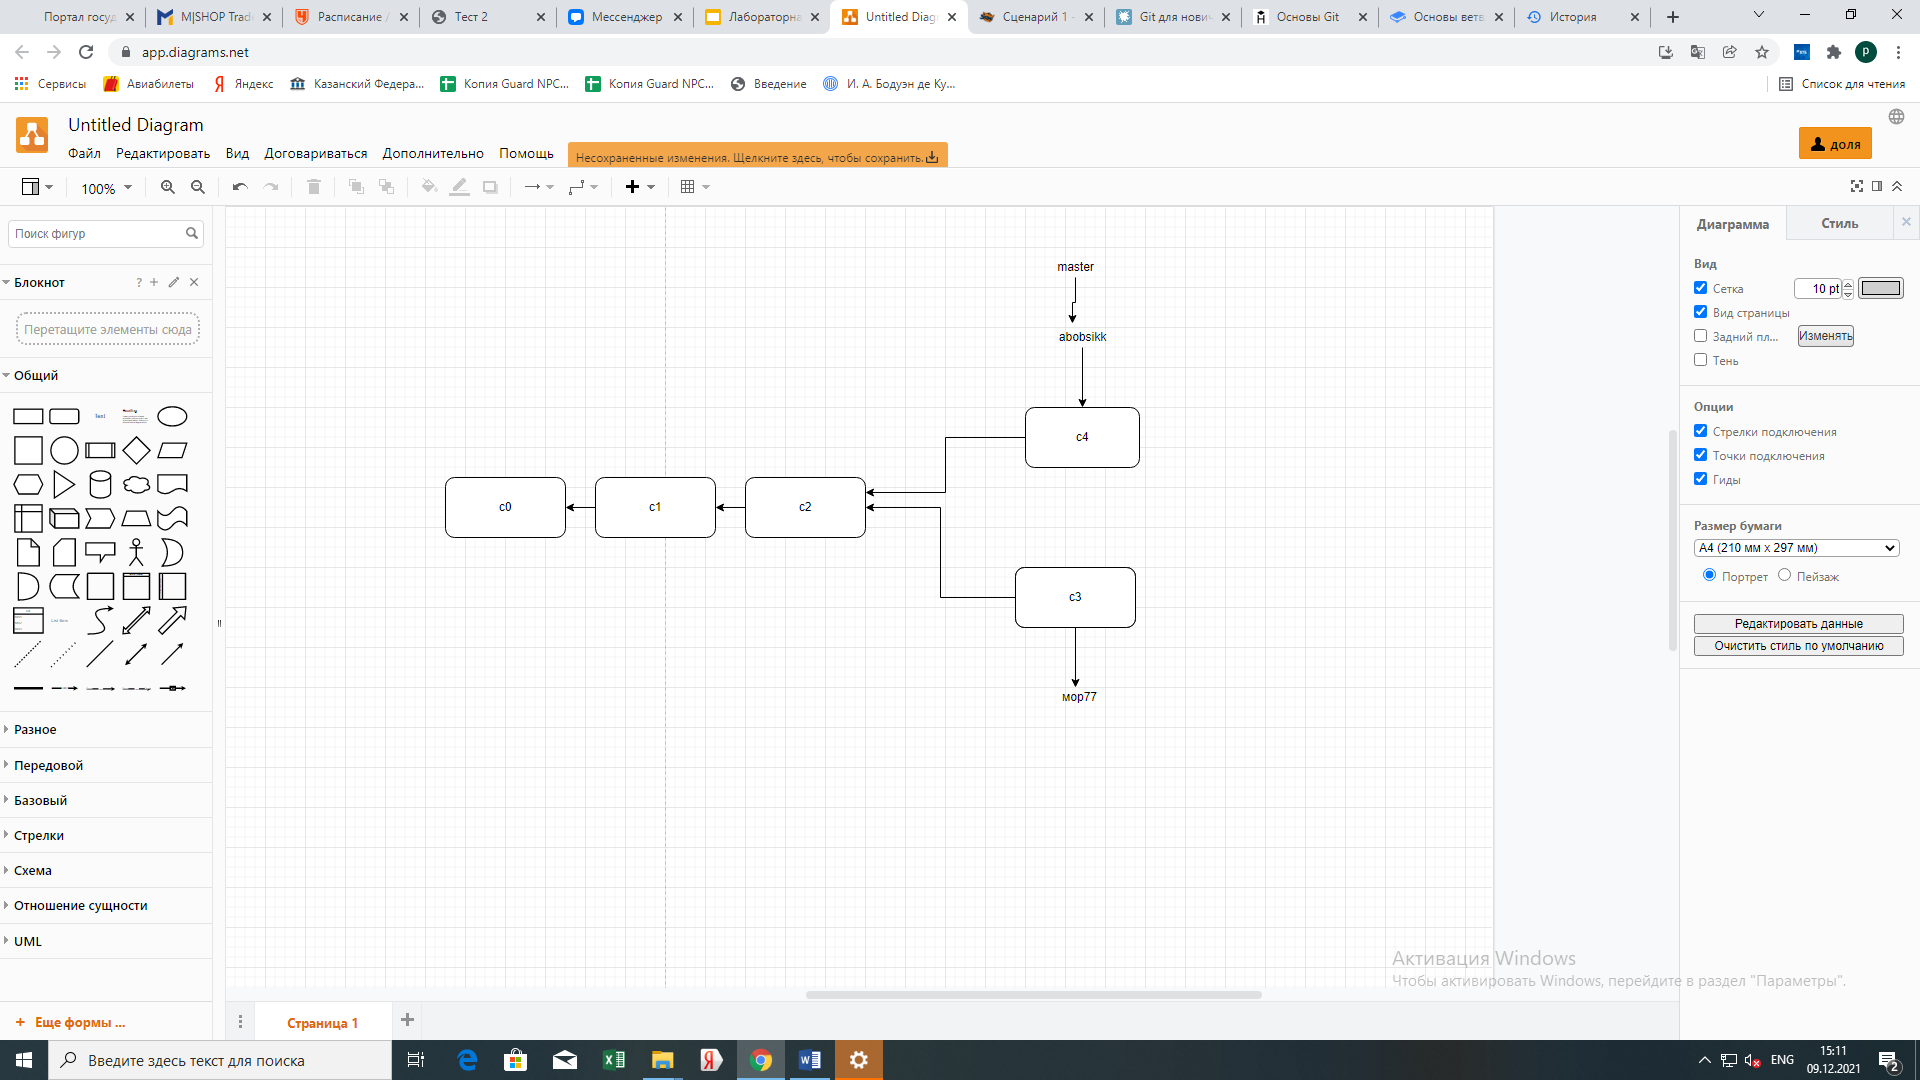 Портал госуд
M|SHOP Trad
Расписание
Тест 2
Мессенджер
Лабораторна
Untitled Diag
Сценарий 1 -
Git для нович
Основы Git
Основы ветв
История
app.diagrams.net
Сервисы
Авиабилеты
Яндекс
Казанский Федера...
Копия Guard NPC...
Копия Guard NPC...
Введение
И. А. Бодуэн де Ку...
Список для чтения
Untitled Diagram
Файл Редактировать Вид Договариваться Дополнительно Помощь
Несохраненные изменения. Щелкните здесь, чтобы сохранить.
доля
100%
Поиск фигур
Блокнот
?
Перетащите элементы сюда
Общий
Text
Heading
List Item
Разное
Передовой
Базовый
Стрелки
Схема
Отношение сущности
UML
+ Еще формы ...
master
abobsikk
c4
c0
c1
c2
c3
мор77
Страница 1
Диаграмма
Стиль
Вид
Сетка
10 pt
Вид страницы
Задний пл...
Изменять
Тень
Опции
Стрелки подключения
Точки подключения
Гиды
Размер бумаги
A4 (210 мм x 297 мм)
Портрет
Пейзаж
Редактировать данные
Очистить стиль по умолчанию
Активация Windows
Чтобы активировать Windows, перейдите в раздел "Параметры".
Введите здесь текст для поиска
ENG
15:11
09.12.2021
2